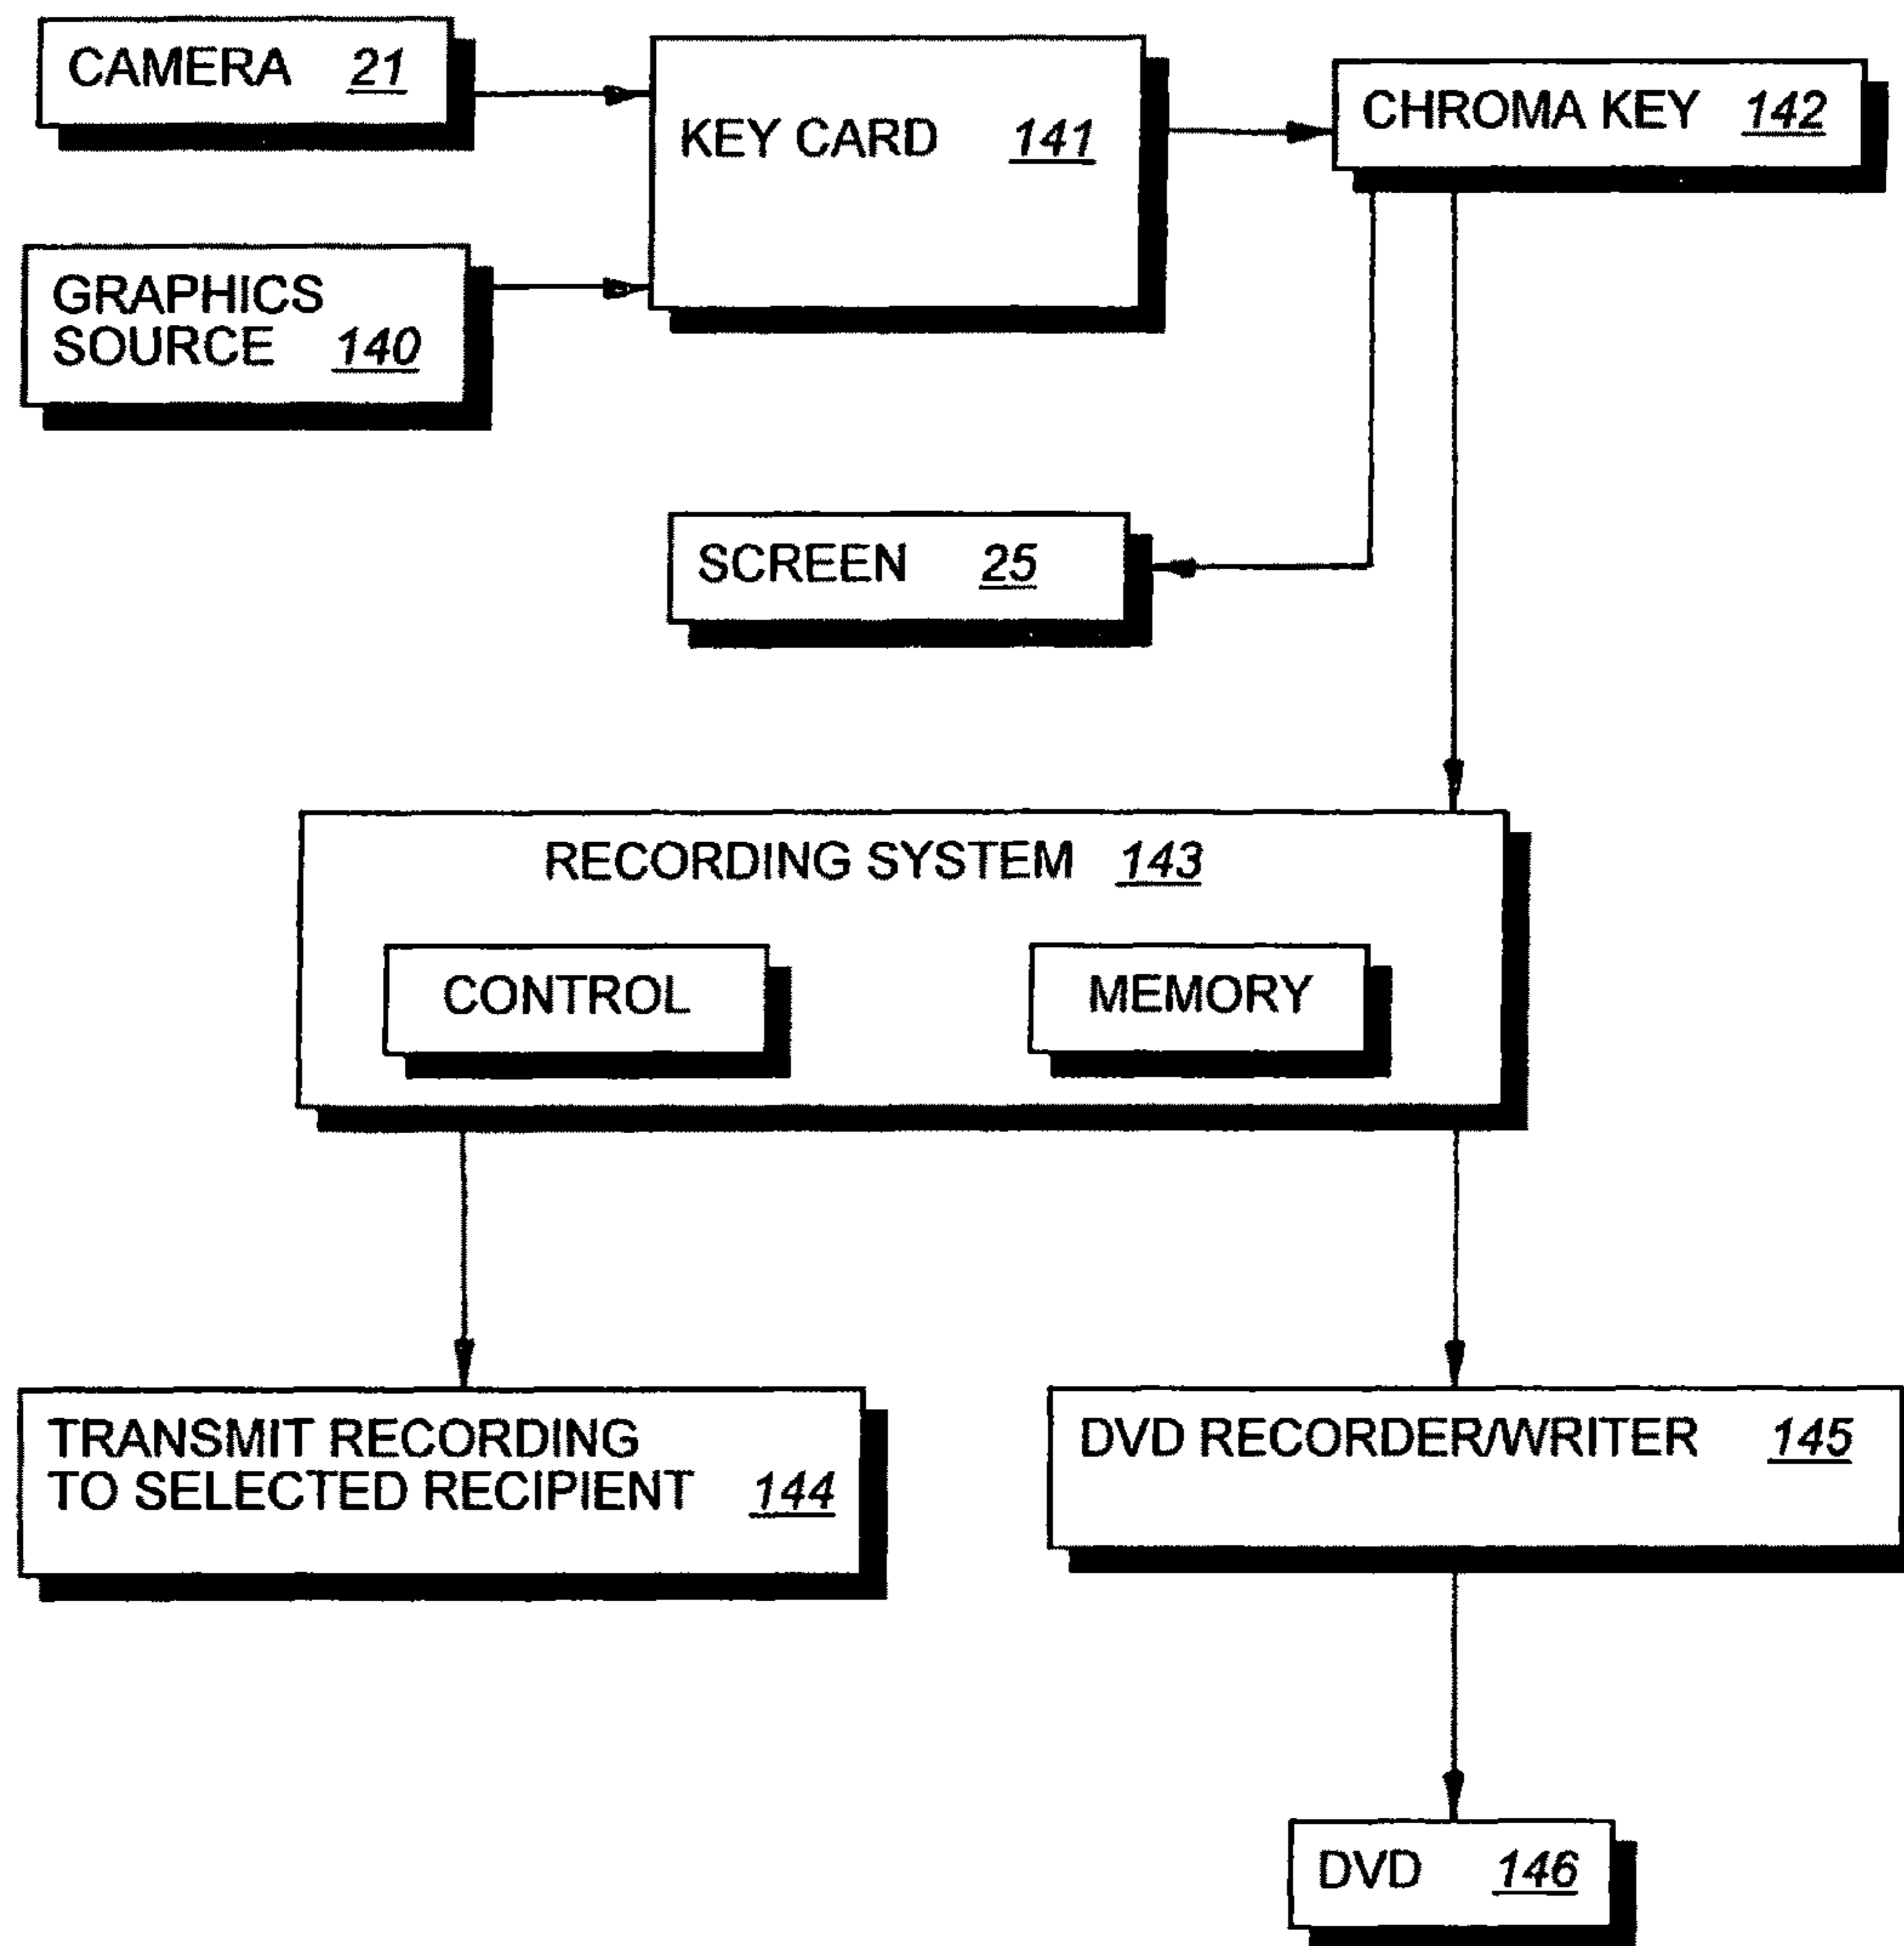 CAMERA 21
KEY CARD 141
CHROMA KEY 142
GRAPHICS
SOURCE 140
SCREEN 25
RECORDING SYSTEM 143
CONTROL
MEMORY
TRANSMIT RECORDING
TO SELECTED RECIPIENT 144
DVD RECORDER/WRITER 145
DVD 146